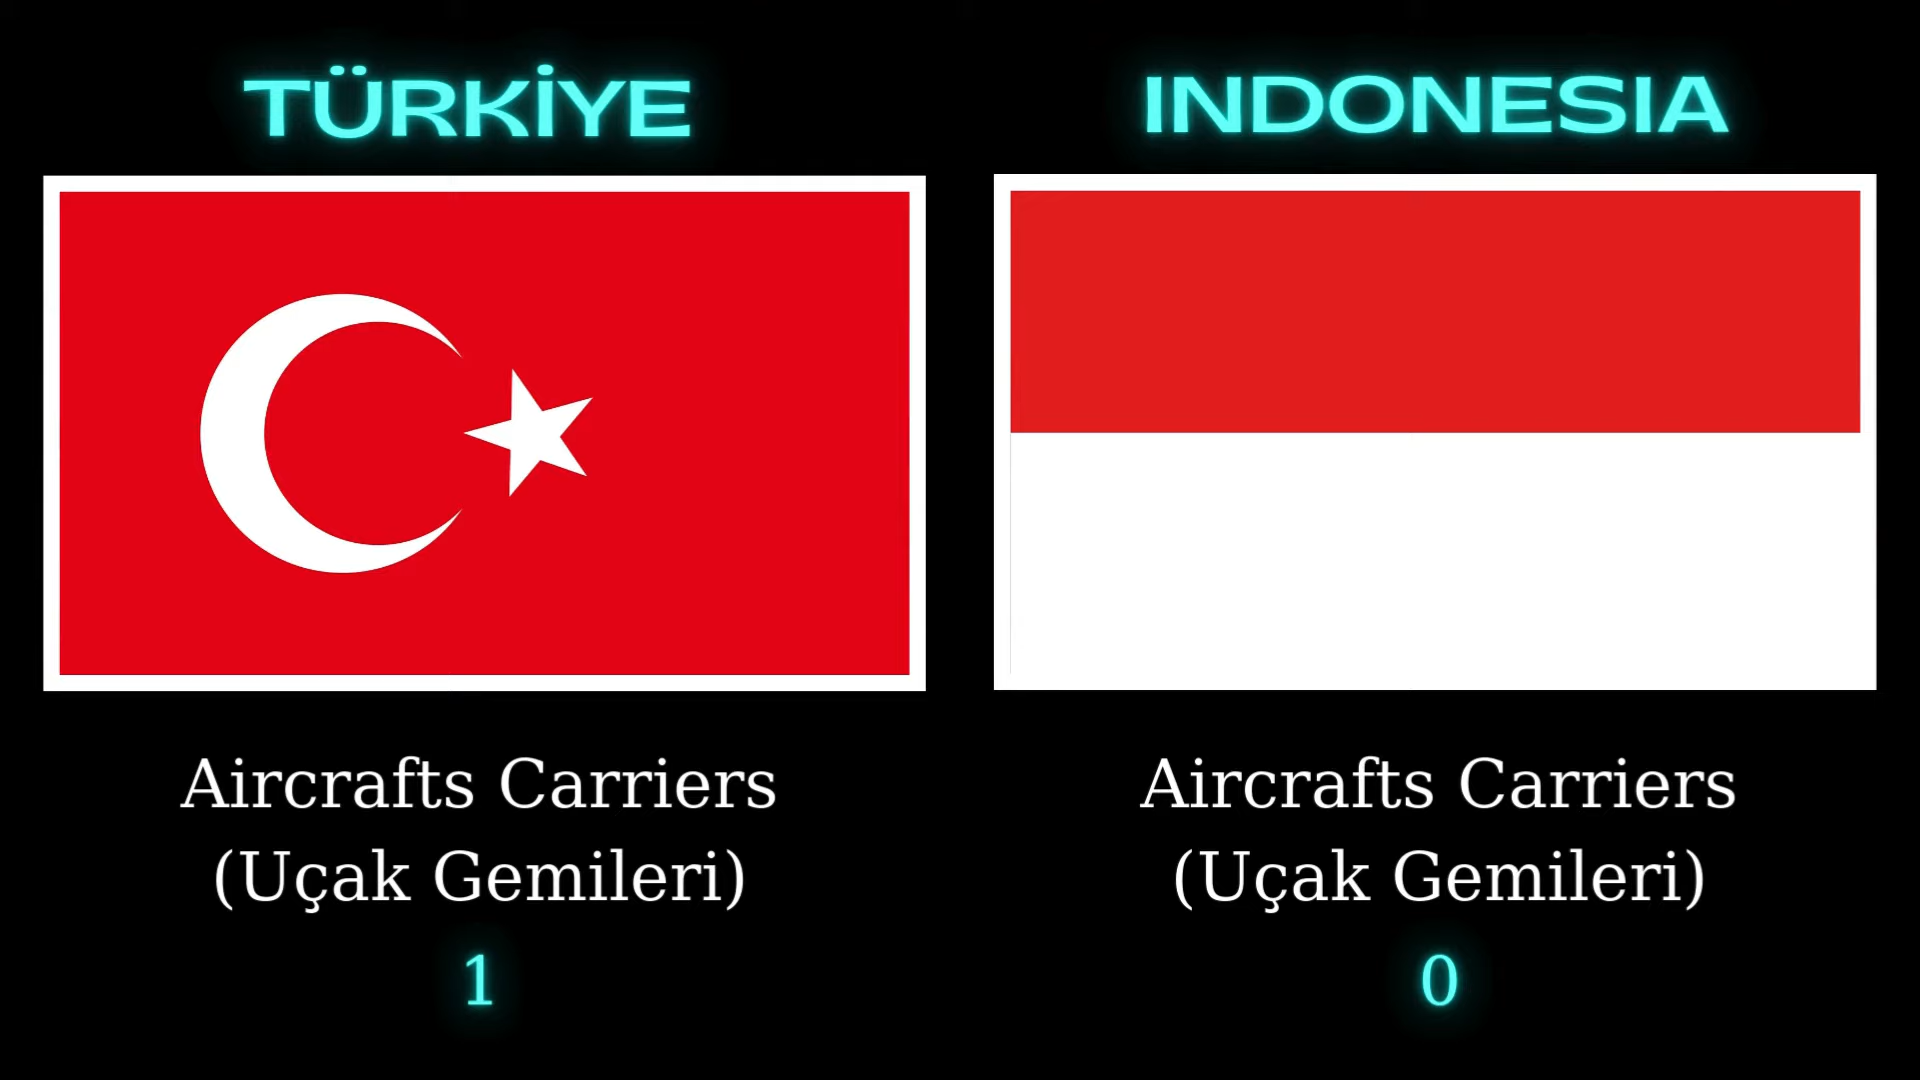 TÜRKİYE
INDONESIA
Aircrafts Carriers
(Uçak Gemileri)
1
Aircrafts Carriers
(Uçak Gemileri)
0